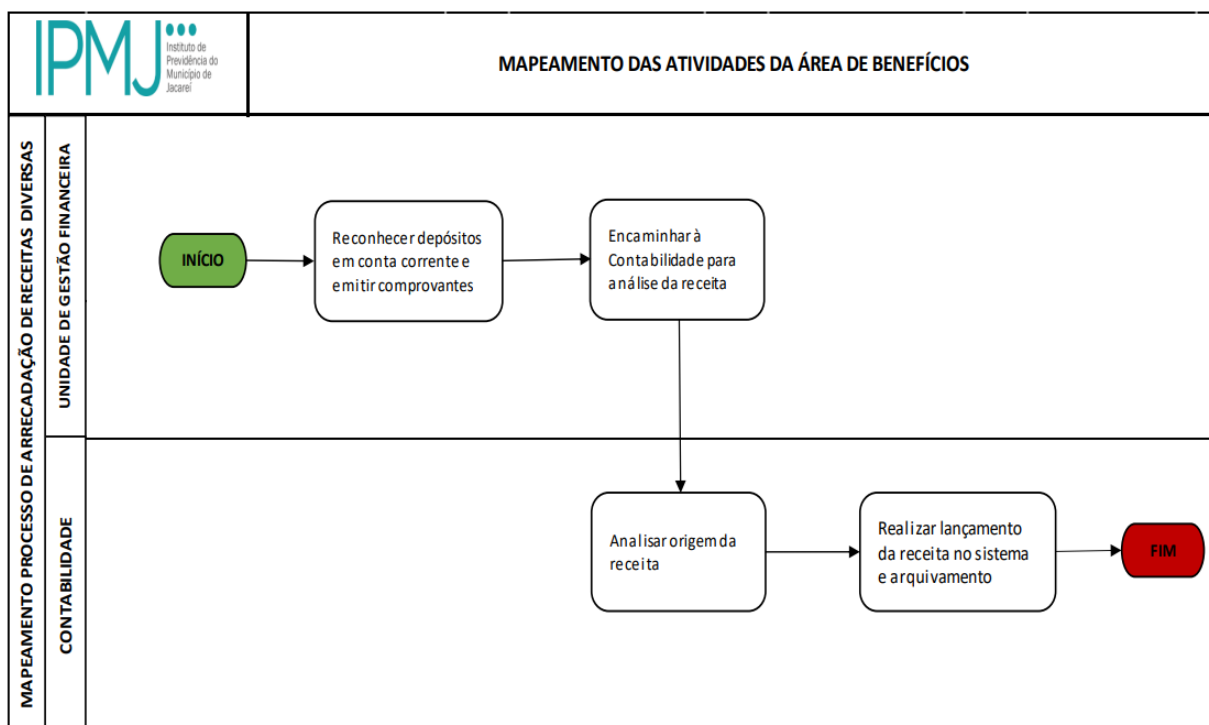 IPMJ
Instituto de
Previdência do
Município de
Jacareí
MAPEAMENTO DAS ATIVIDADES DA ÁREA DE BENEFÍCIOS
MAPEAMENTO PROCESSO DE ARRECADAÇÃO DE RECEITAS DIVERSAS
UNIDADE DE GESTÃO FINANCEIRA
INÍCIO
Reconhecer depósitos
em conta corrente e
emitir comprovantes
Encaminhar à
Contabilidade para
análise da receita
CONTABILIDADE
Analisar origem da
receita
Realizar lançamento
da receita no sistema
e arquivamento
FIM